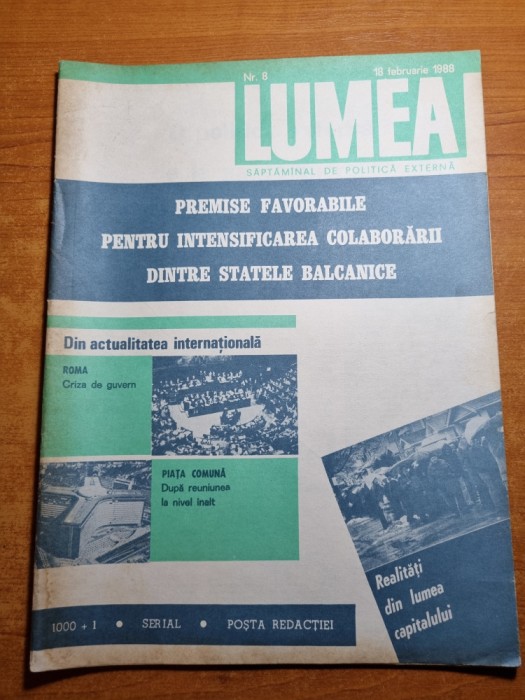 Nr. 8
18 februarie 1988
LUMEA
SĂPTĂMÎNAL DE POLITICĂ EXTERNĂ
PREMISE FAVORABILE
PENTRU INTENSIFICAREA COLABORĂRII
DINTRE STATELE BALCANICE
Din actualitatea internațională
ROMA
Criza de guvern
PIAȚA COMUNĂ
După reuniunea
la nivel înalt
Realități
din lumea
capitalului
1000 + 1 • SERIAL • POȘTA REDACȚIEI